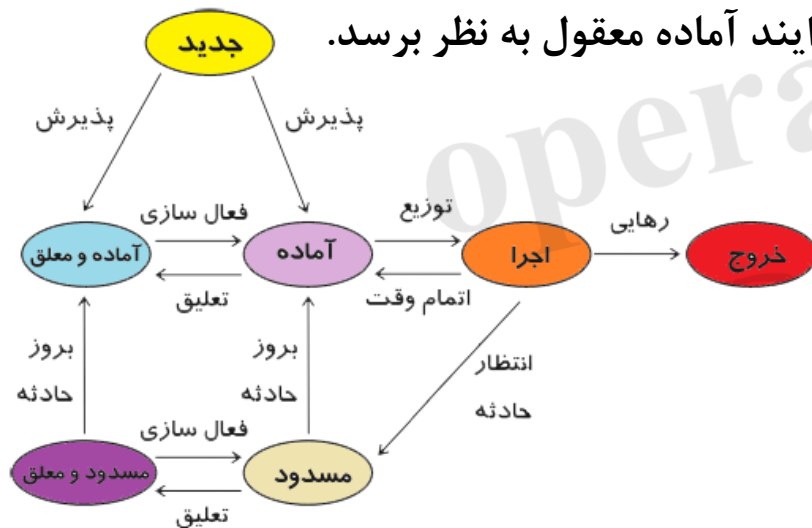 ایند آماده معقول به نظر برسد.
جدید
پذیرش
پذیرش
opera
آماده و معلق
فعال سازی
تعلیق
آماده
توزیع
اتمام وقت
اجرا
رهایی
خروج
بروز
حادثه
بروز
حادثه
انتظار
حادثه
مسدود و معلق
فعال سازی
تعلیق
مسدود